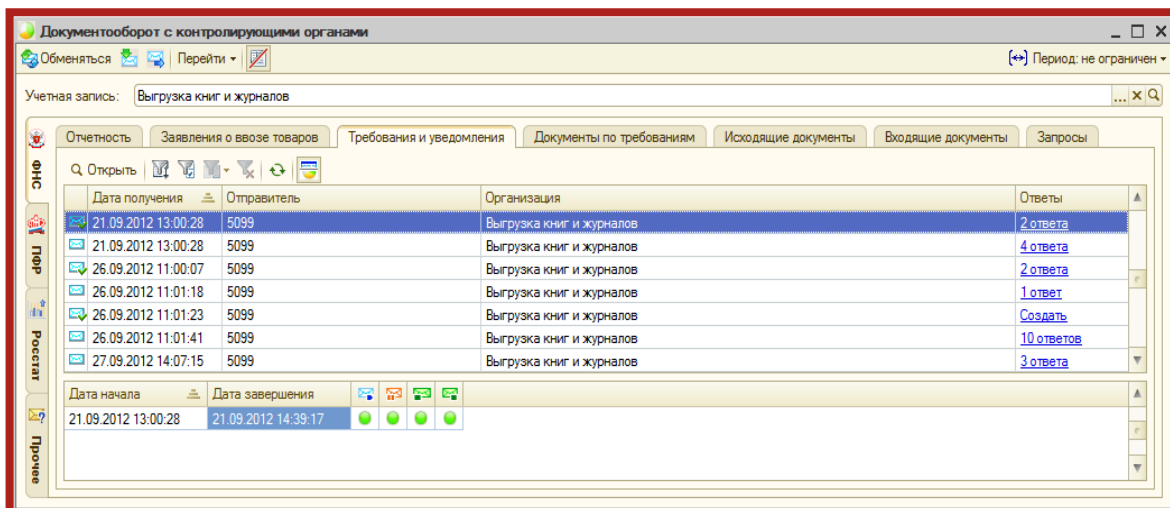 Документооборот с контролирующими органами
Обменяться Перейти Период: не ограничен
Учетная запись: Выгрузка книг и журналов ...
ФНС
ПФР
Росстат
Прочее
Отчетность Заявления о ввозе товаров Требования и уведомления Документы по требованиям Исходящие документы Входящие документы Запросы
Открыть
Дата получения Отправитель Организация Ответы
21.09.2012 13:00:28 5099 Выгрузка книг и журналов 2 ответа
21.09.2012 13:00:28 5099 Выгрузка книг и журналов 4 ответа
26.09.2012 11:00:07 5099 Выгрузка книг и журналов 2 ответа
26.09.2012 11:01:18 5099 Выгрузка книг и журналов 1 ответ
26.09.2012 11:01:23 5099 Выгрузка книг и журналов Создать
26.09.2012 11:01:41 5099 Выгрузка книг и журналов 10 ответов
27.09.2012 14:07:15 5099 Выгрузка книг и журналов 3 ответа
Дата начала Дата завершения
21.09.2012 13:00:28 21.09.2012 14:39:17